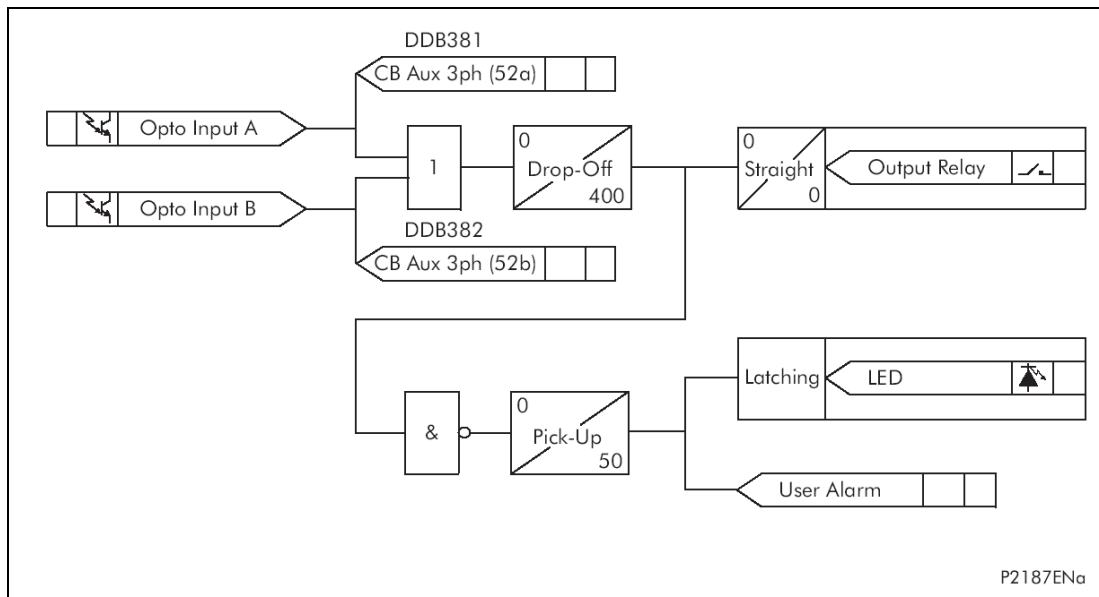 DDB381
CB Aux 3ph (52a)
Opto Input A
1
0
Drop-Off
400
0
Straight
0
Output Relay
Opto Input B
DDB382
CB Aux 3ph (52b)
&
0
Pick-Up
50
Latching
LED
User Alarm
P2187ENa